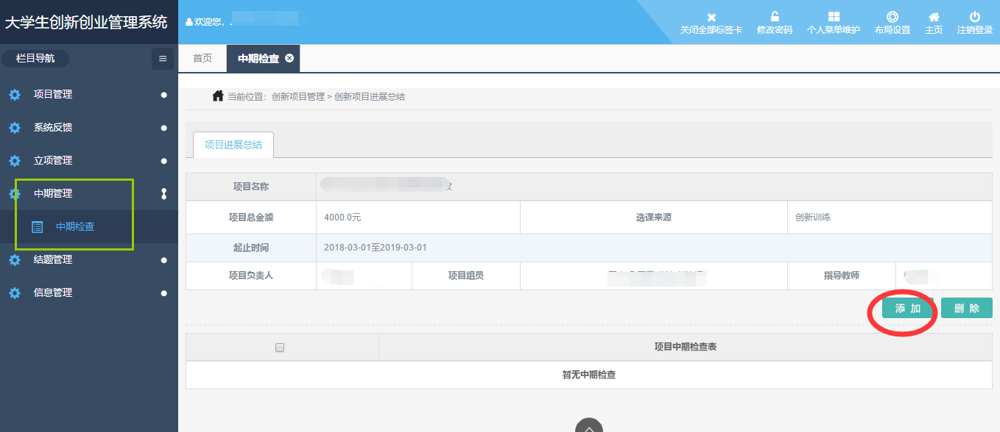 大学生创新创业管理系统
欢迎您，
关闭全部标签卡
修改密码
个人菜单维护
布局设置
主页
注销登录
栏目导航
首页
中期检查
项目管理
系统反馈
立项管理
中期管理
中期检查
结题管理
信息管理
当前位置：创新项目管理 > 创新项目进展总结
项目进展总结
项目名称
项目总金额
4000.0元
选课来源
创新训练
起止时间
2018-03-01至2019-03-01
项目负责人
项目组员
指导教师
添 加
删 除
项目中期检查表
暂无中期检查